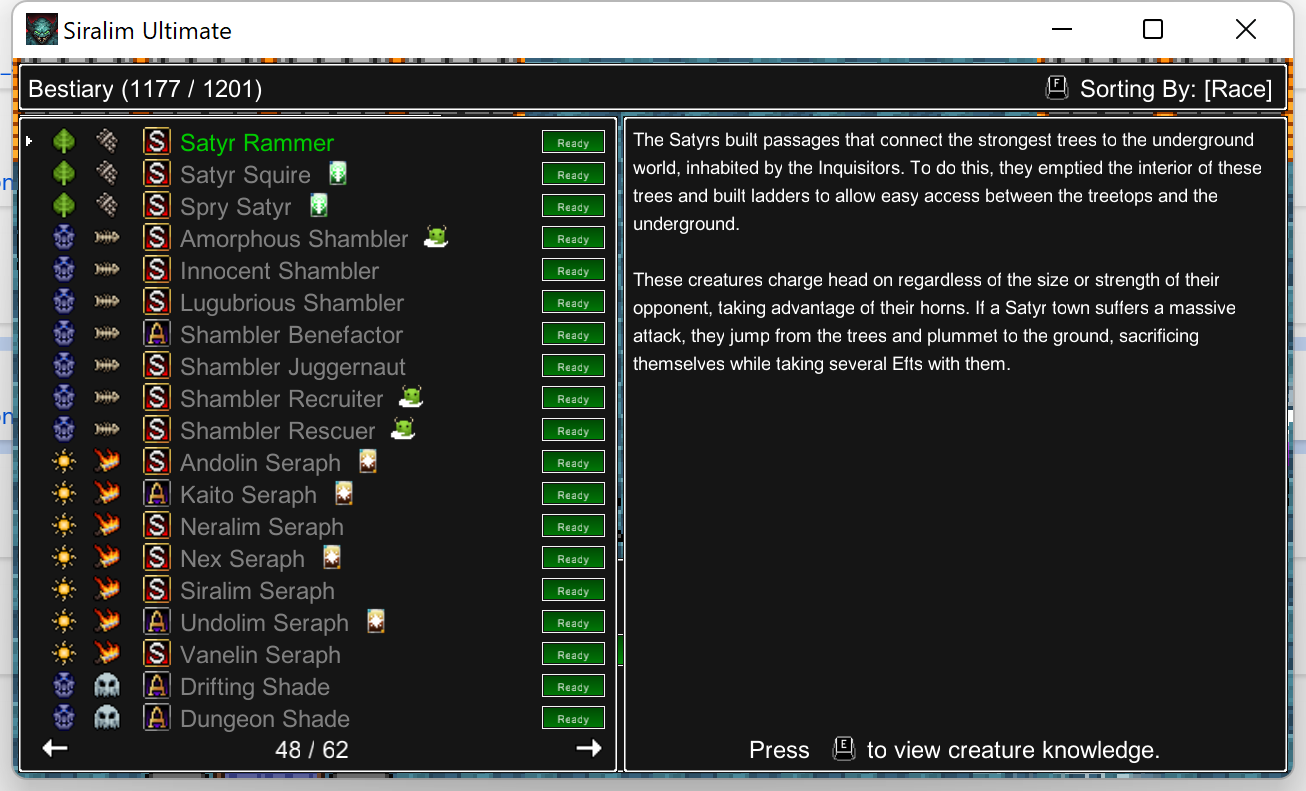 Siralim Ultimate
Bestiary (1177 / 1201)
F Sorting By: [Race]
S Satyr Rammer Ready
S Satyr Squire Ready
S Spry Satyr Ready
S Amorphous Shambler Ready
S Innocent Shambler Ready
S Lugubrious Shambler Ready
A Shambler Benefactor Ready
S Shambler Juggernaut Ready
S Shambler Recruiter Ready
S Shambler Rescuer Ready
S Andolin Seraph Ready
A Kaito Seraph Ready
S Neralim Seraph Ready
S Nex Seraph Ready
S Siralim Seraph Ready
A Undolim Seraph Ready
S Vanelin Seraph Ready
A Drifting Shade Ready
A Dungeon Shade Ready
48 / 62
The Satyrs built passages that connect the strongest trees to the underground
world, inhabited by the Inquisitors. To do this, they emptied the interior of these
trees and built ladders to allow easy access between the treetops and the
underground.
These creatures charge head on regardless of the size or strength of their
opponent, taking advantage of their horns. If a Satyr town suffers a massive
attack, they jump from the trees and plummet to the ground, sacrificing
themselves while taking several Efts with them.
Press E to view creature knowledge.